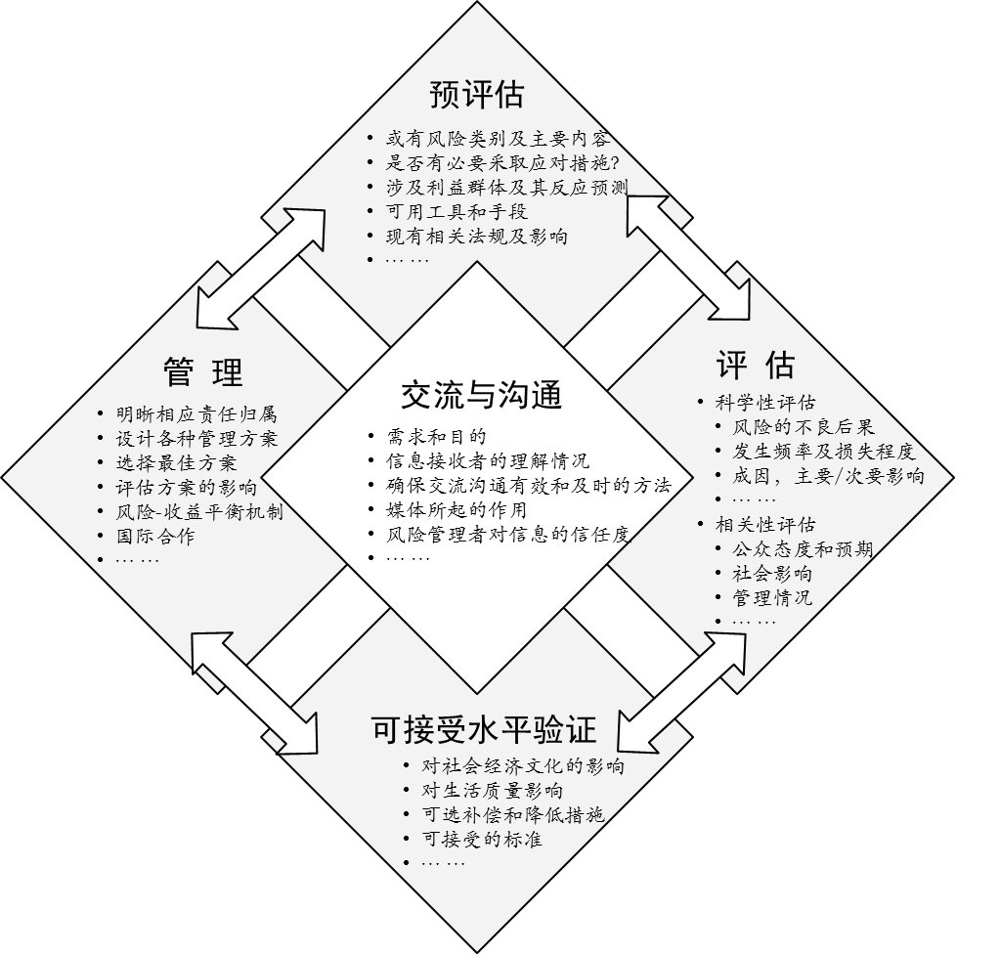 预评估
• 或有风险类别及主要内容
• 是否有必要采取应对措施?
• 涉及利益群体及其反应预测
• 可用工具和手段
• 现有相关法规及影响
• … …
管 理
• 明晰相应责任归属
• 设计各种管理方案
• 选择最佳方案
• 评估方案的影响
• 风险-收益平衡机制
• 国际合作
• … …
交流与沟通
• 需求和目的
• 信息接收者的理解情况
• 确保交流沟通有效和及时的方法
• 媒体所起的作用
• 风险管理者对信息的信任度
• … …
评 估
• 科学性评估
• 风险的不良后果
• 发生频率及损失程度
• 成因，主要/次要影响
• … …
• 相关性评估
• 公众态度和预期
• 社会影响
• 管理情况
• … …
可接受水平验证
• 对社会经济文化的影响
• 对生活质量影响
• 可选补偿和降低措施
• 可接受的标准
• … …